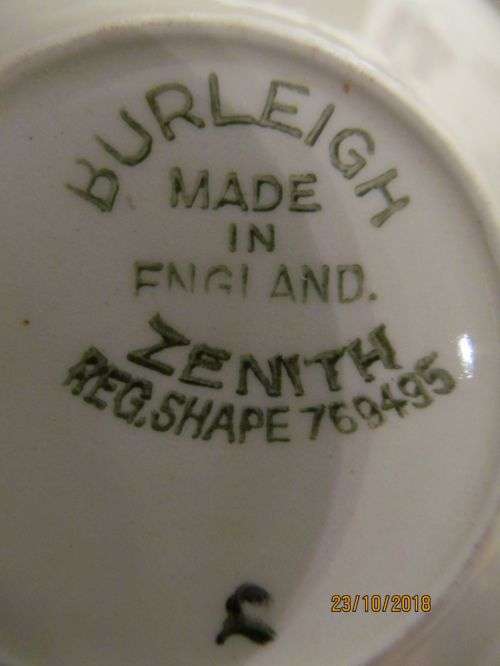 BURLEIGH
MADE
IN
ENGLAND.
ZENITH
REG. SHAPE 769495
23/10/2018